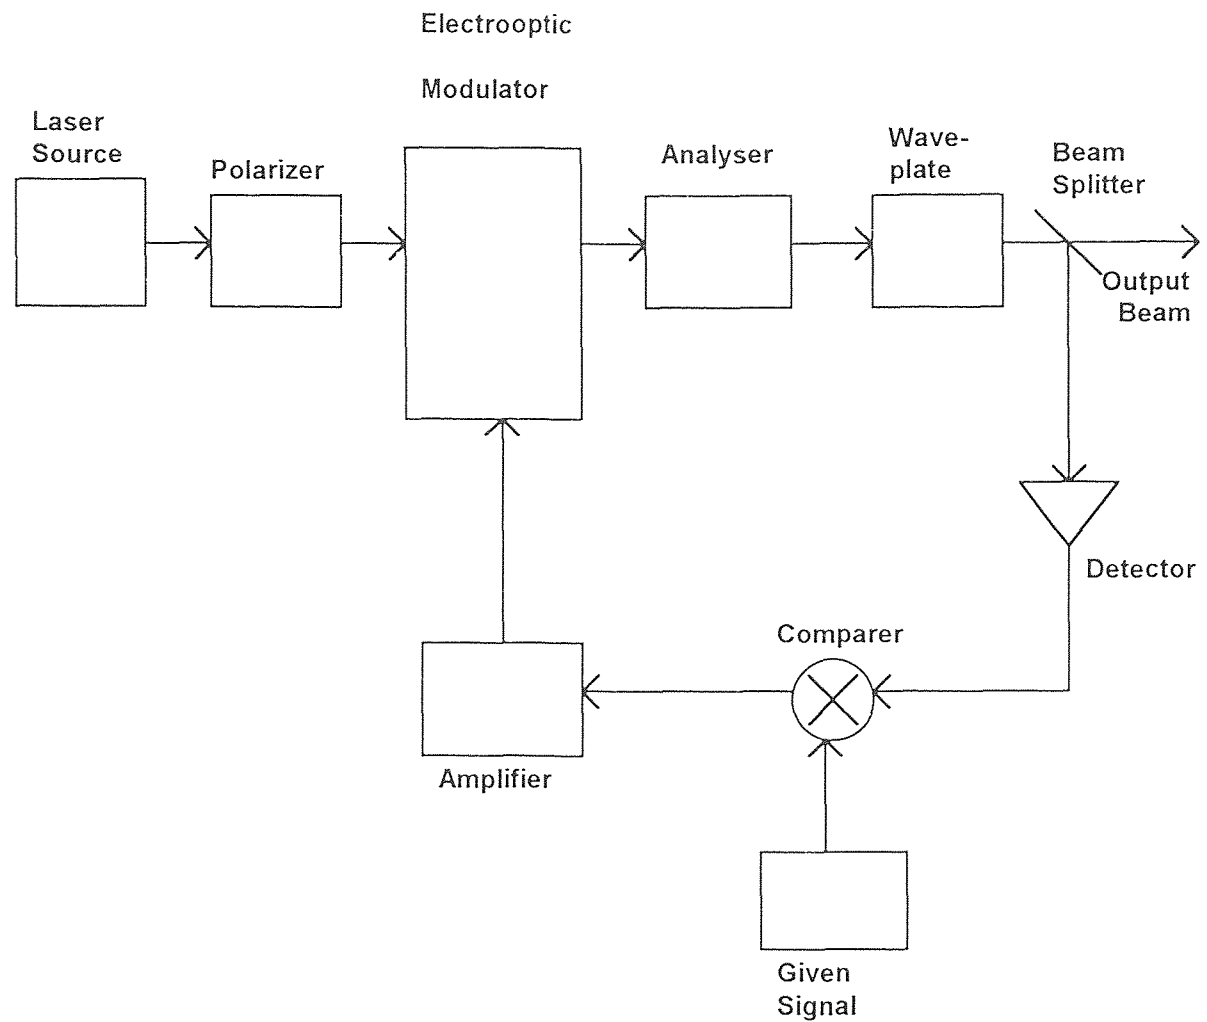 Electrooptic
Modulator
Laser
Source
Polarizer
Analyser
Wave-
plate
Beam
Splitter
Output
Beam
Detector
Comparer
Amplifier
Given
Signal